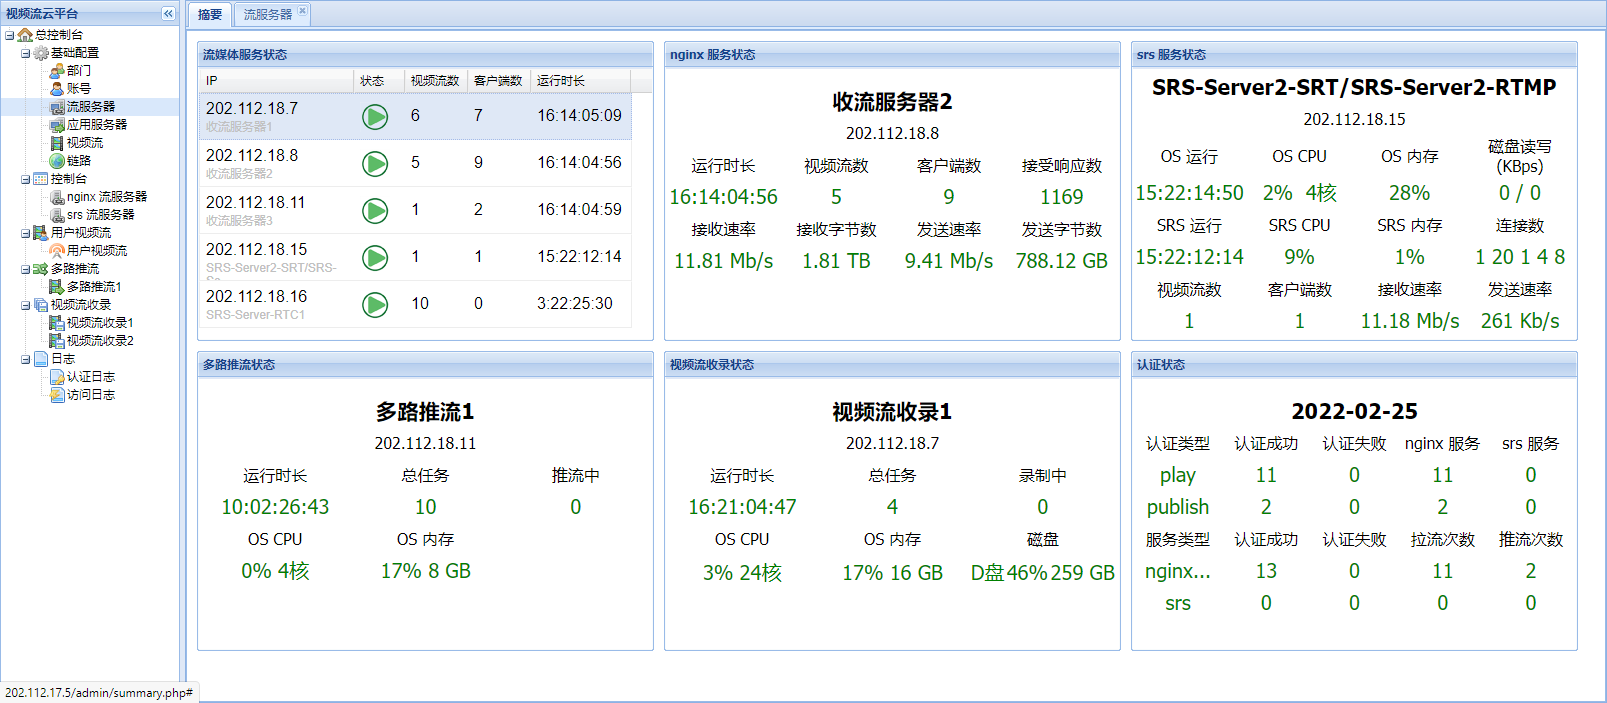 视频流云平台
总控制台
基础配置
部门
账号
流服务器
应用服务器
视频流
链路
控制台
nginx 流服务器
srs 流服务器
用户视频流
用户视频流
多路推流
多路推流1
视频流收录
视频流收录1
视频流收录2
日志
认证日志
访问日志
202.112.17.5/admin/summary.php#
摘要 流服务器
流媒体服务状态
IP 状态 视频流数 客户端数 运行时长
202.112.18.7 6 7 16:14:05:09
收流服务器1
202.112.18.8 5 9 16:14:04:56
收流服务器2
202.112.18.11 1 2 16:14:04:59
收流服务器3
202.112.18.15 1 1 15:22:12:14
SRS-Server2-SRT/SRS-
202.112.18.16 10 0 3:22:25:30
SRS-Server-RTC1
nginx 服务状态
收流服务器2
202.112.18.8
运行时长 视频流数 客户端数 接受响应数
16:14:04:56 5 9 1169
接收速率 接收字节数 发送速率 发送字节数
11.81 Mb/s 1.81 TB 9.41 Mb/s 788.12 GB
srs 服务状态
SRS-Server2-SRT/SRS-Server2-RTMP
202.112.18.15
OS 运行 OS CPU OS 内存 磁盘读写
(KBps)
15:22:14:50 2% 4核 28% 0 / 0
SRS 运行 SRS CPU SRS 内存 连接数
15:22:12:14 9% 1% 1 20 1 4 8
视频流数 客户端数 接收速率 发送速率
1 1 11.18 Mb/s 261 Kb/s
多路推流状态
多路推流1
202.112.18.11
运行时长 总任务 推流中
10:02:26:43 10 0
OS CPU OS 内存
0% 4核 17% 8 GB
视频流收录状态
视频流收录1
202.112.18.7
运行时长 总任务 录制中
16:21:04:47 4 0
OS CPU OS 内存 磁盘
3% 24核 17% 16 GB D盘46%259 GB
认证状态
2022-02-25
认证类型 认证成功 认证失败 nginx 服务 srs 服务
play 11 0 11 0
publish 2 0 2 0
服务类型 认证成功 认证失败 拉流次数 推流次数
nginx... 13 0 11 2
srs 0 0 0 0